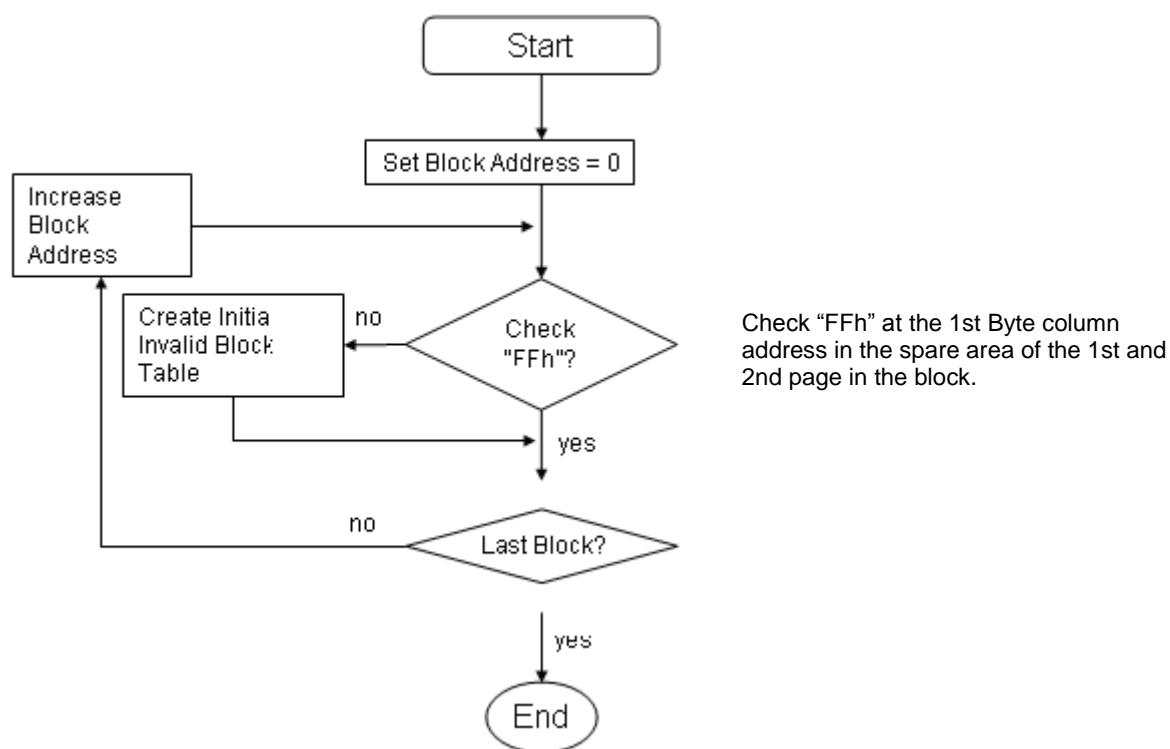 Start
Set Block Address = 0
Increase
Block
Address
Create Initia
Invalid Block
Table
no
Check
"FFh"?
Check “FFh” at the 1st Byte column
address in the spare area of the 1st and
2nd page in the block.
yes
no
Last Block?
yes
End